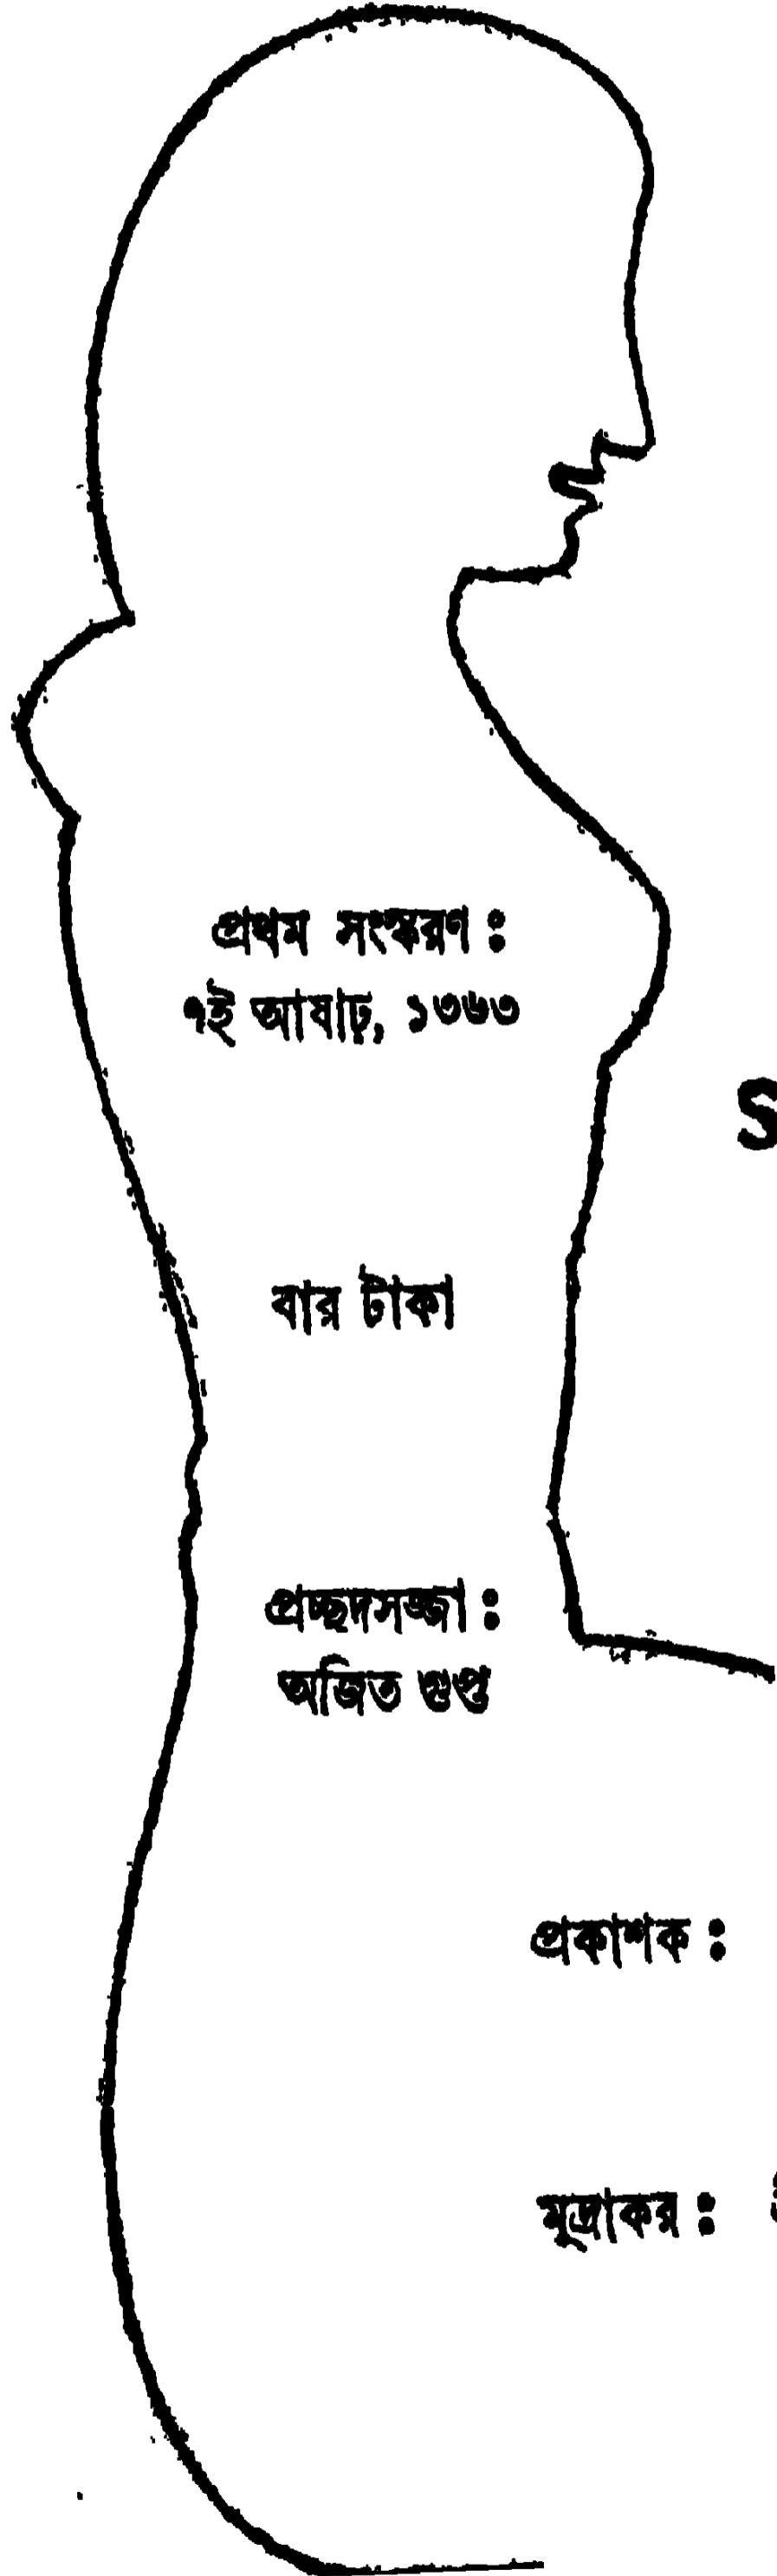 প্রথম সংস্করণ :
৭ই আষাঢ়, ১৩৬৩
S
বার টাকা
প্রচ্ছদসজ্জা :
অজিত গুপ্ত
প্রকাশক :
মুদ্রাকর :